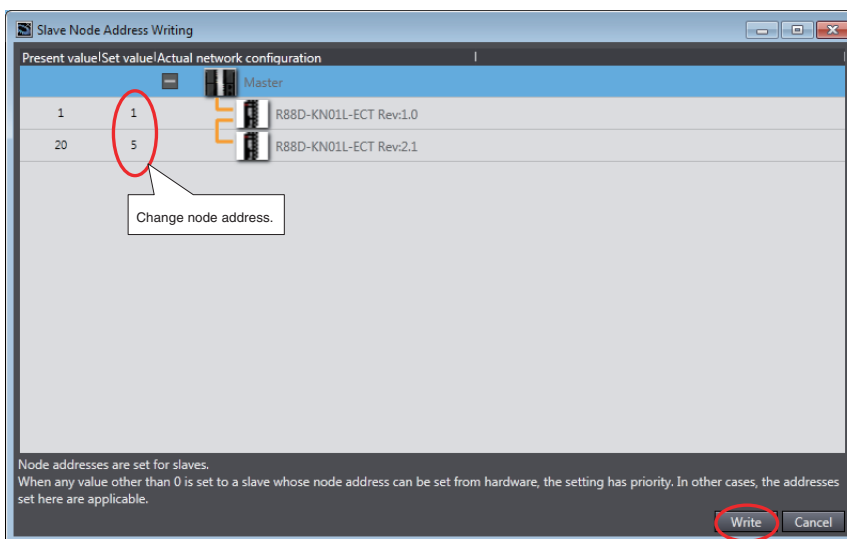 Slave Node Address Writing
Present value|Set value|Actual network configuration
Master
1 1 R88D-KN01L-ECT Rev:1.0
20 5 R88D-KN01L-ECT Rev:2.1
Change node address.
Node addresses are set for slaves.
When any value other than 0 is set to a slave whose node address can be set from hardware, the setting has priority. In other cases, the addresses
set here are applicable.
Write Cancel